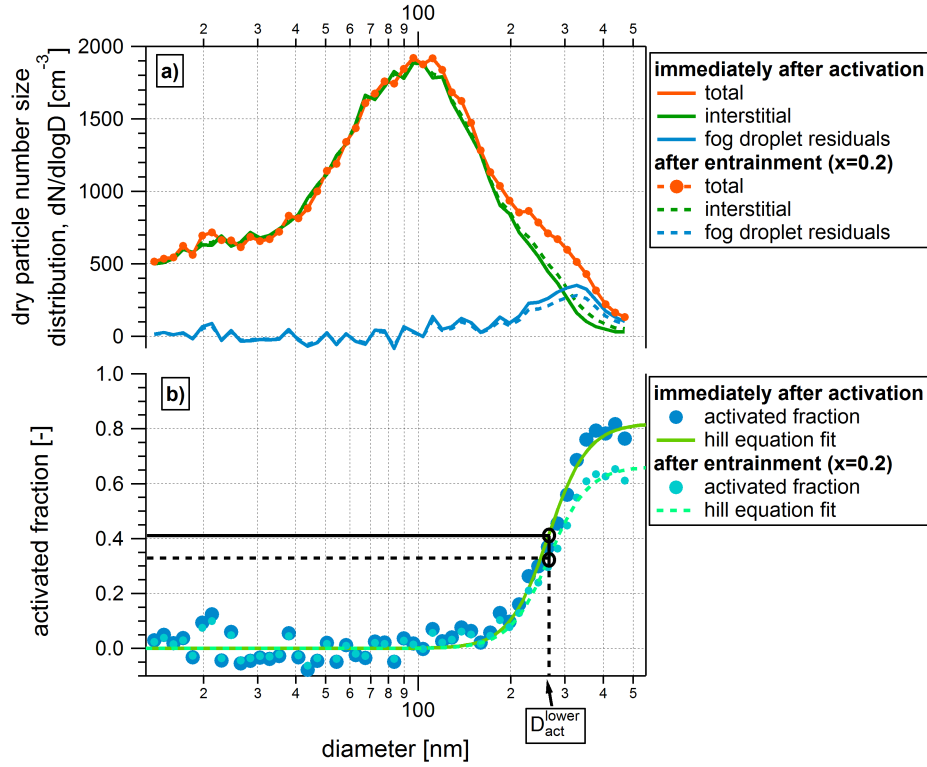 100
2 3 4 5 6 7 8 9 2 3 4 5
2000
1500
1000
500
0
dry particle number size
distribution, dN/dlogD [cm-3]
a)
immediately after activation
total
interstitial
fog droplet residuals
after entrainment (x=0.2)
total
interstitial
fog droplet residuals
1.0
0.8
0.6
0.4
0.2
0.0
activated fraction [-]
b)
immediately after activation
activated fraction
hill equation fit
after entrainment (x=0.2)
activated fraction
hill equation fit
2 3 4 5 6 7 8 9 2 3 4 5
100
diameter [nm]
D lower act